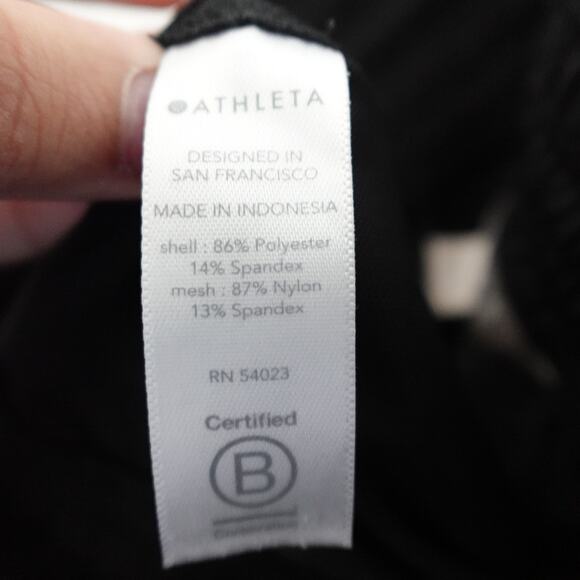 ATHLETA
DESIGNED IN
SAN FRANCISCO
MADE IN INDONESIA
shell : 86% Polyester
14% Spandex
mesh : 87% Nylon
13% Spandex
RN 54023
Certified
B
Corporation